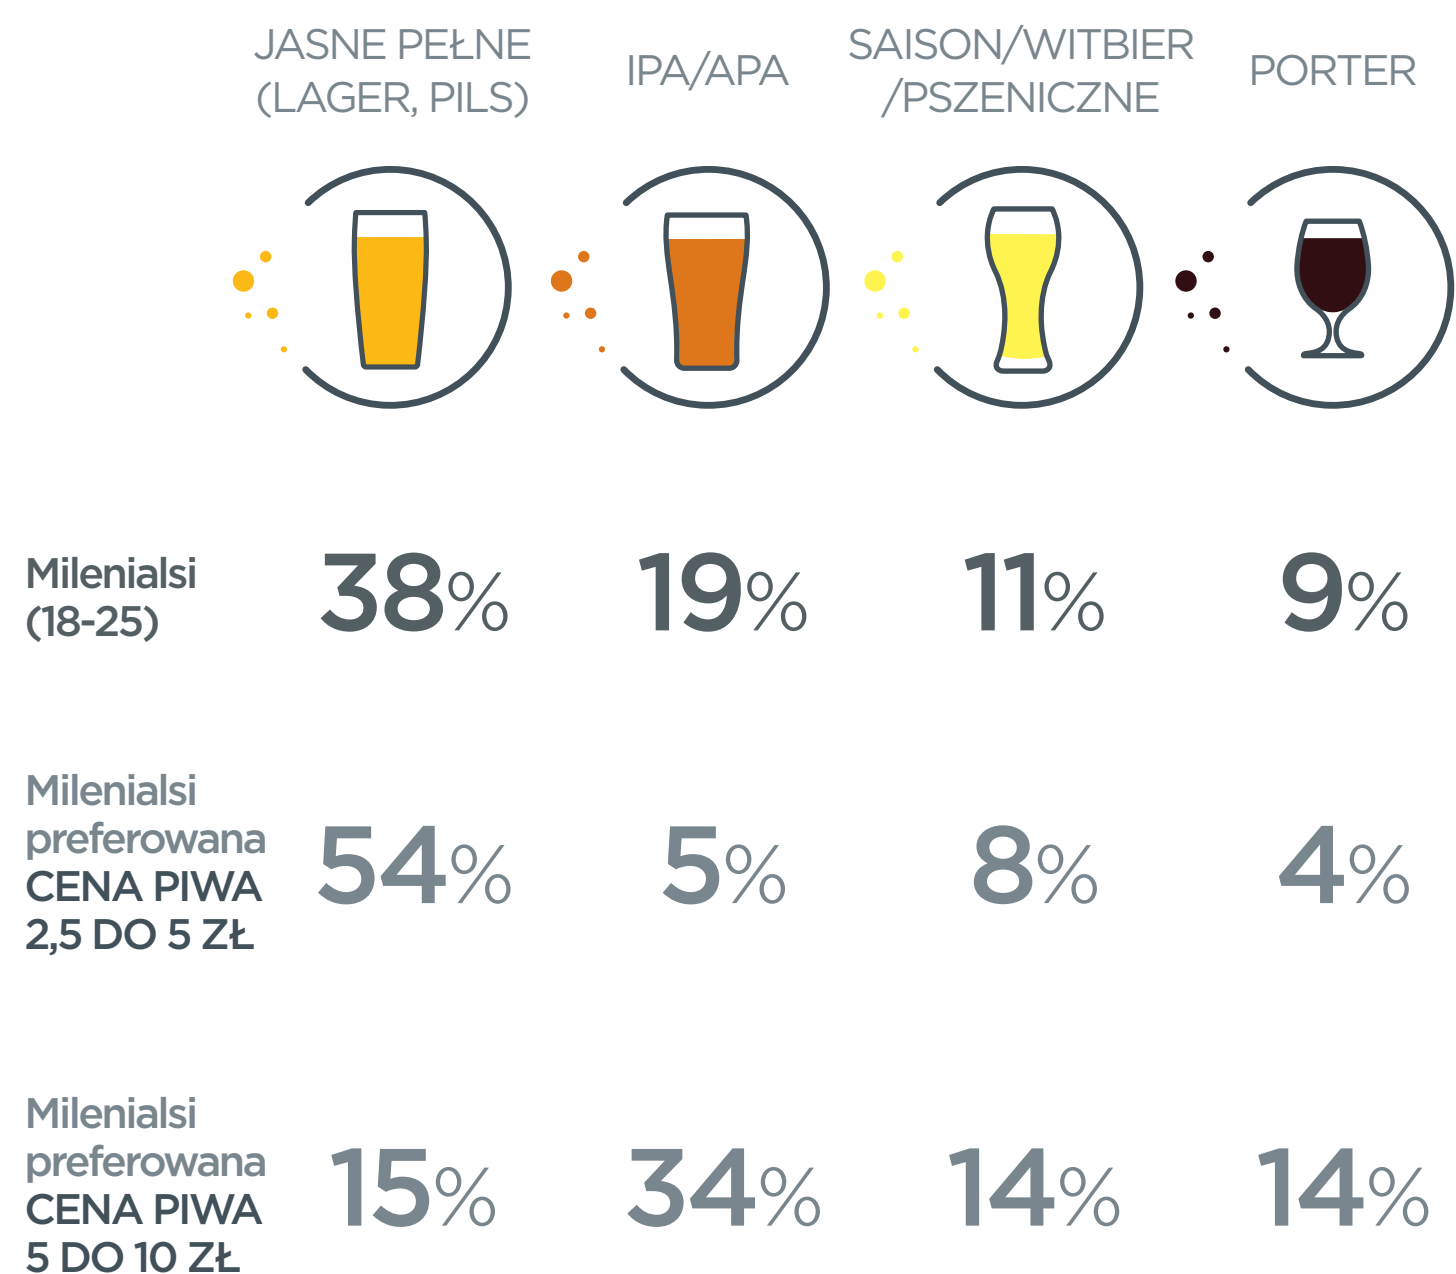 JASNE PEŁNE
(LAGER, PILS)
IPA/APA
SAISON/WITBIER
/PSZENICZNE
PORTER
Milenialsi
(18-25)
38% 19% 11% 9%
Milenialsi
preferowana
CENA PIWA
2,5 DO 5 ZŁ
54% 5% 8% 4%
Milenialsi
preferowana
CENA PIWA
5 DO 10 ZŁ
15% 34% 14% 14%